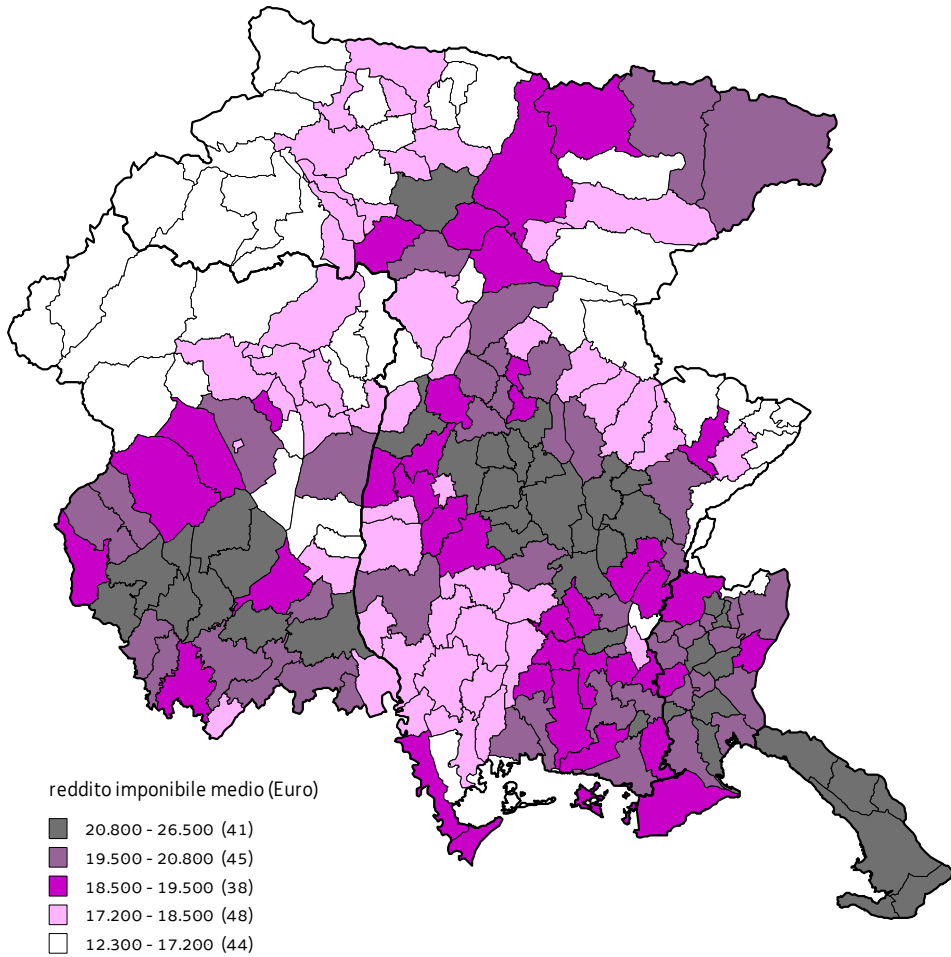 reddito imponibile medio (Euro)
20.800 - 26.500 (41)
19.500 - 20.800 (45)
18.500 - 19.500 (38)
17.200 - 18.500 (48)
12.300 - 17.200 (44)